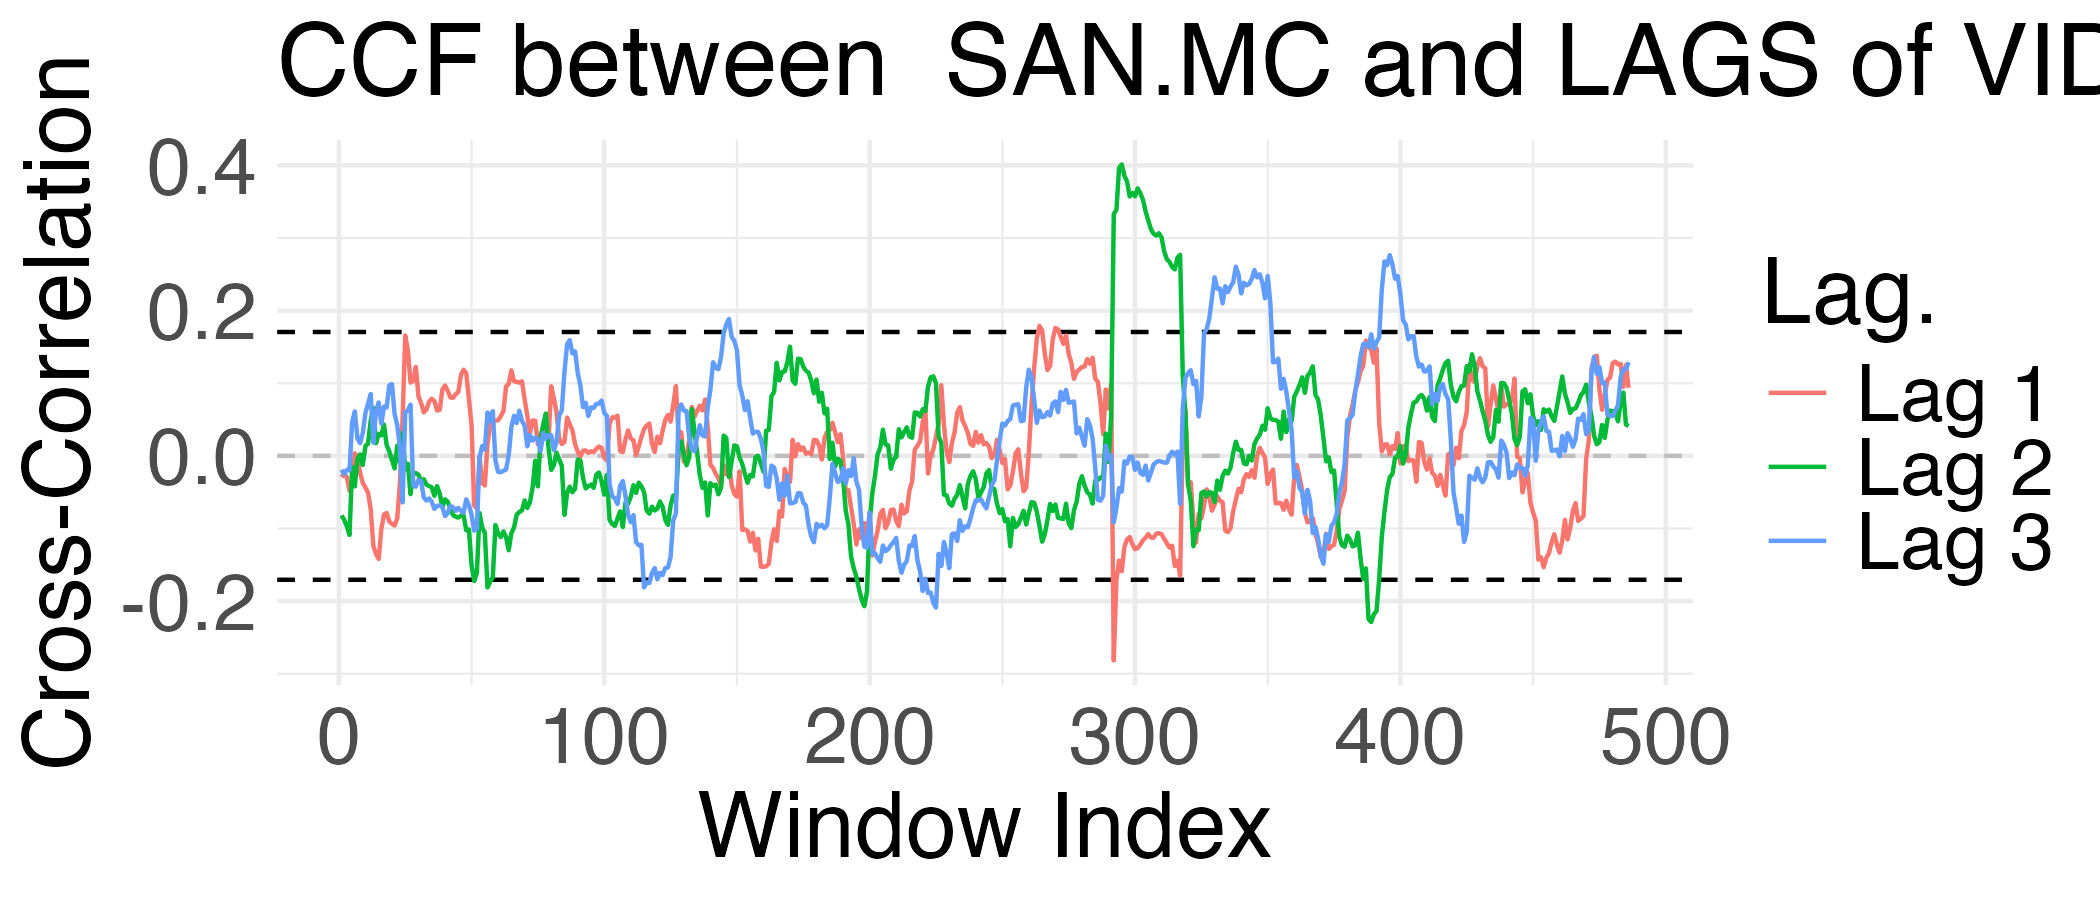 CCF between  SAN.MC and LAGS of VID
Cross-Correlation
0.4
0.2
0.0
-0.2
0
100
200
300
400
500
Window Index
Lag.
Lag 1
Lag 2
Lag 3